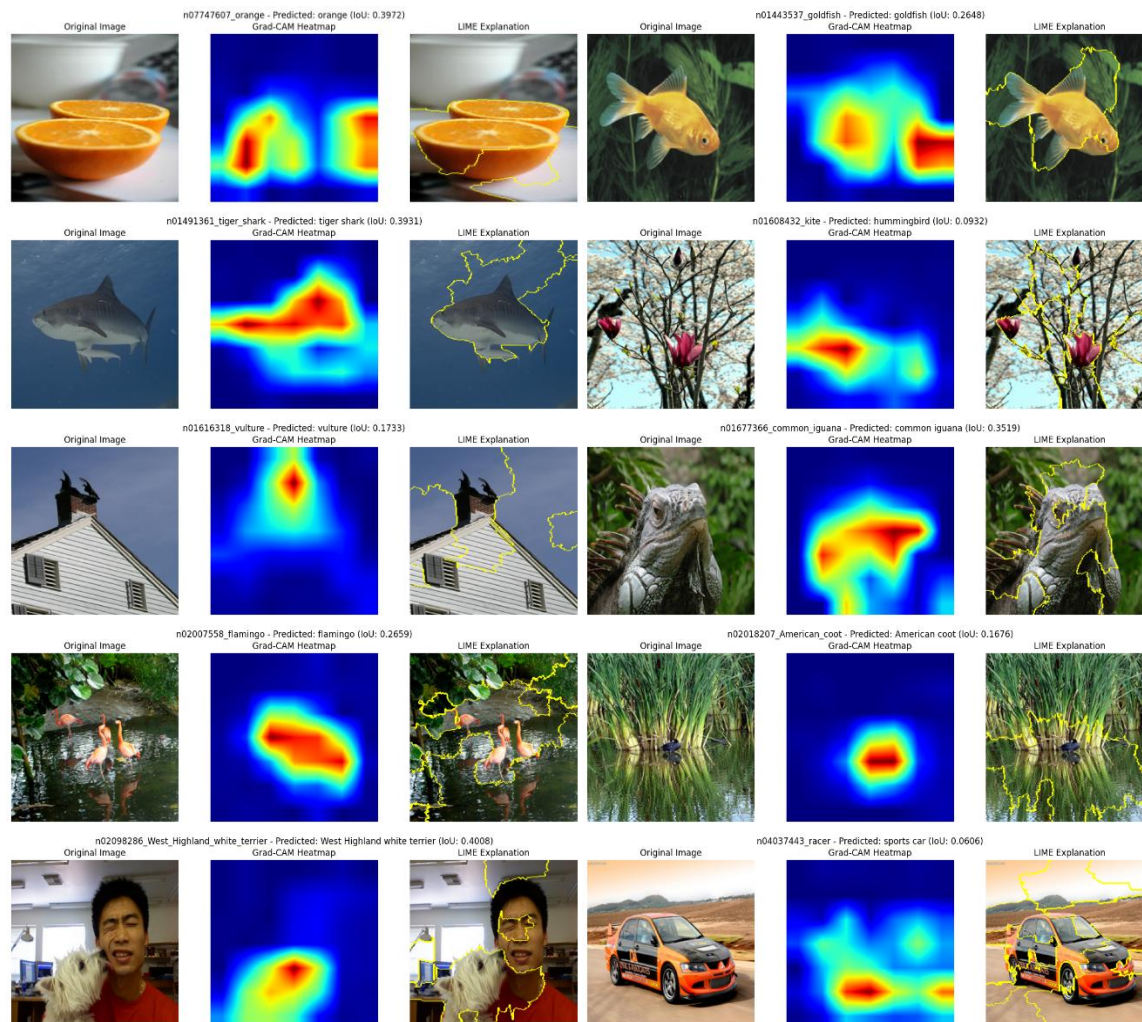 n07747607_orange - Predicted: orange (IoU: 0.3972)
Original Image Grad-CAM Heatmap LIME Explanation
n01443537_goldfish - Predicted: goldfish (IoU: 0.2648)
Original Image Grad-CAM Heatmap LIME Explanation
n01491361_tiger_shark - Predicted: tiger shark (IoU: 0.3931)
Original Image Grad-CAM Heatmap LIME Explanation
n01608432_kite - Predicted: hummingbird (IoU: 0.0932)
Original Image Grad-CAM Heatmap LIME Explanation
n01616318_vulture - Predicted: vulture (IoU: 0.1733)
Original Image Grad-CAM Heatmap LIME Explanation
n01677366_common_iguana - Predicted: common iguana (IoU: 0.3519)
Original Image Grad-CAM Heatmap LIME Explanation
n02007558_flamingo - Predicted: flamingo (IoU: 0.2659)
Original Image Grad-CAM Heatmap LIME Explanation
n02018207_American_coot - Predicted: American coot (IoU: 0.1676)
Original Image Grad-CAM Heatmap LIME Explanation
n02098286_West_Highland_white_terrier - Predicted: West Highland white terrier (IoU: 0.4008)
Original Image Grad-CAM Heatmap LIME Explanation
n04037443_racer - Predicted: sports car (IoU: 0.0606)
Original Image Grad-CAM Heatmap LIME Explanation